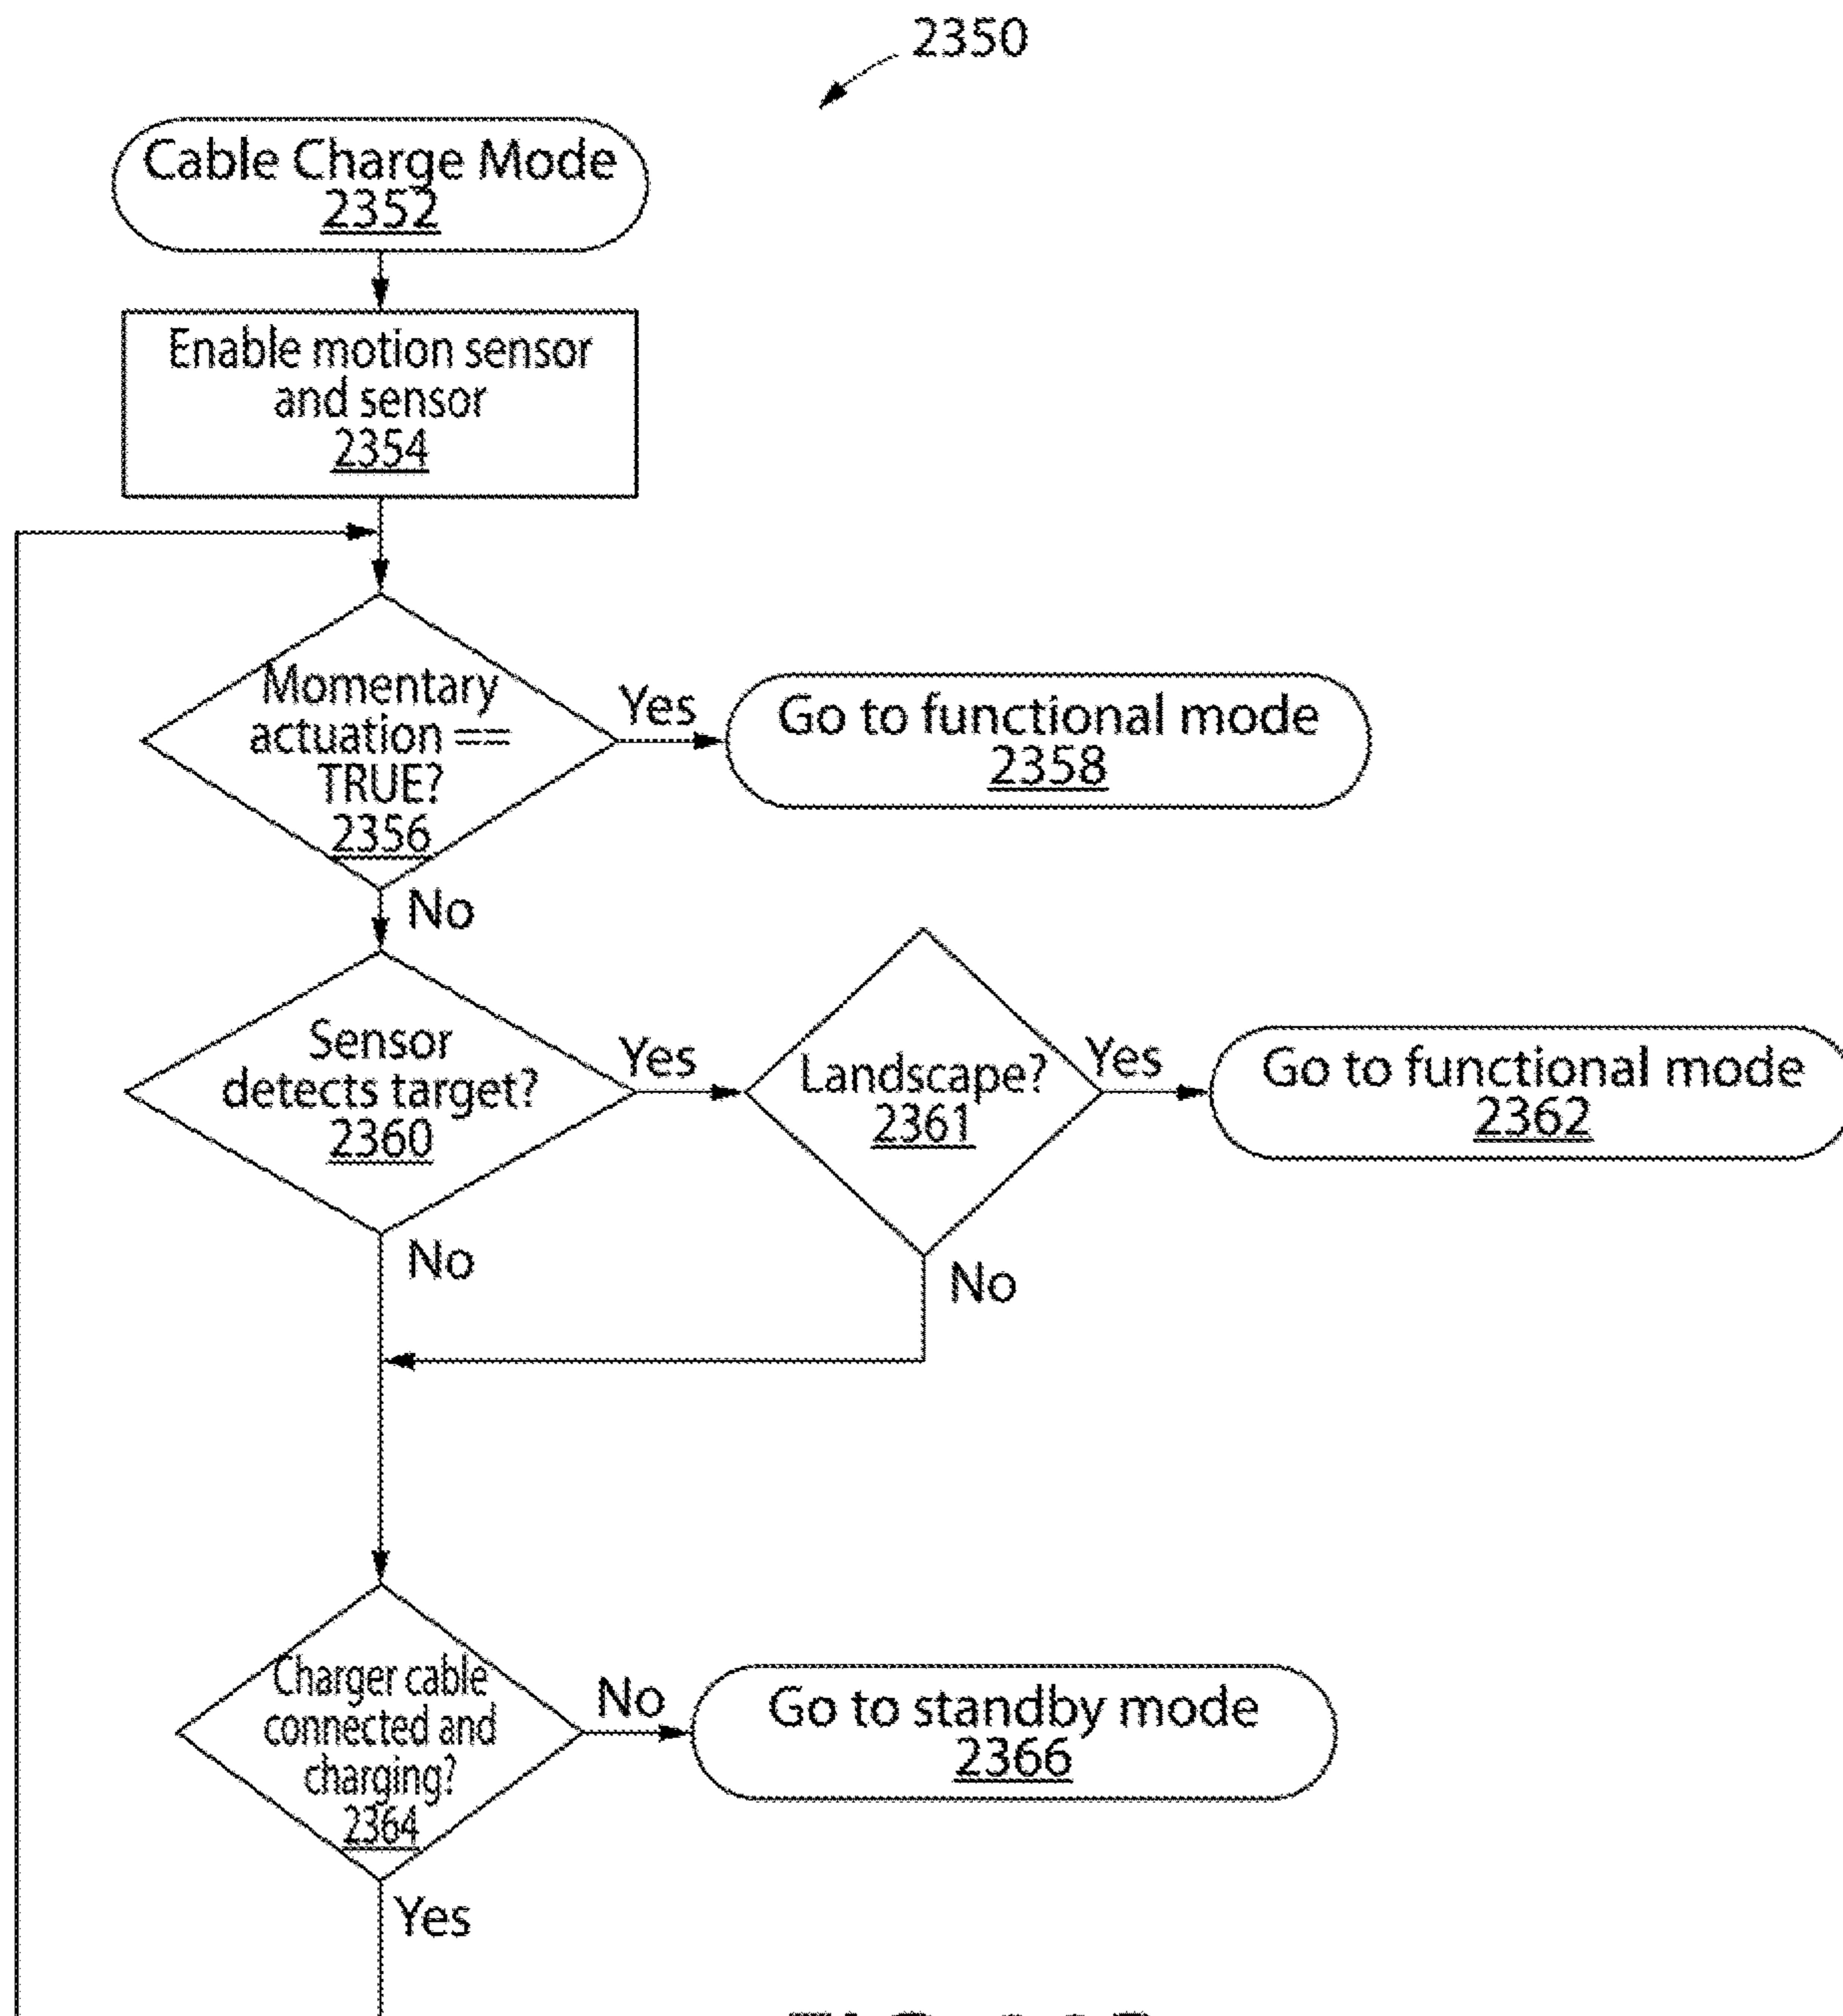 2350
Cable Charge Mode
2352
Enable motion sensor
and sensor
2354
Momentary
actuation ==
TRUE?
2356
Yes
Go to functional mode
2358
No
Sensor
detects target?
2360
Yes
Landscape?
2361
Yes
Go to functional mode
2362
No
No
Charger cable
connected and
charging?
2364
No
Go to standby mode
2366
Yes